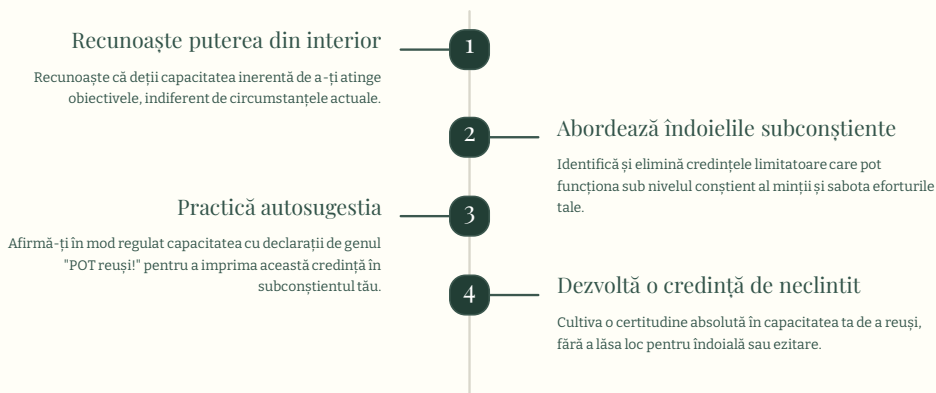 1
Recunoaște puterea din interior
Recunoaște că deții capacitatea inerentă de a-ți atinge
obiectivele, indiferent de circumstanțele actuale.
2
Abordează îndoielile subconștiente
Identifică și elimină credințele limitatoare care pot
funcționa sub nivelul conștient al minții și sabota eforturile
tale.
3
Practică autosugestia
Afirmă-ți în mod regulat capacitatea cu declarații de genul
"POT reuși!" pentru a imprima această credință în
subconștientul tău.
4
Dezvoltă o credință de neclintit
Cultiva o certitudine absolută în capacitatea ta de a reuși,
fără a lăsa loc pentru îndoială sau ezitare.